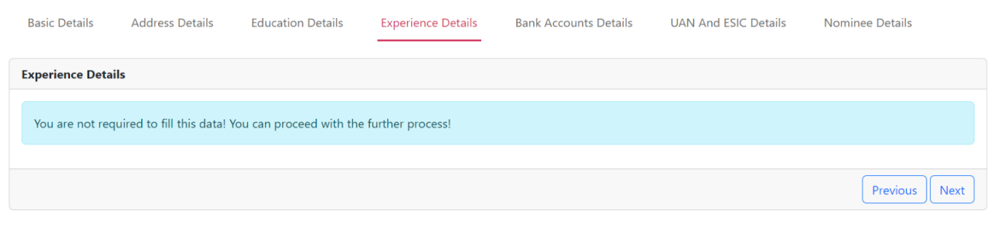 Basic Details Address Details Education Details Experience Details Bank Accounts Details UAN And ESIC Details Nominee Details
Experience Details
You are not required to fill this data! You can proceed with the further process!
Previous Next